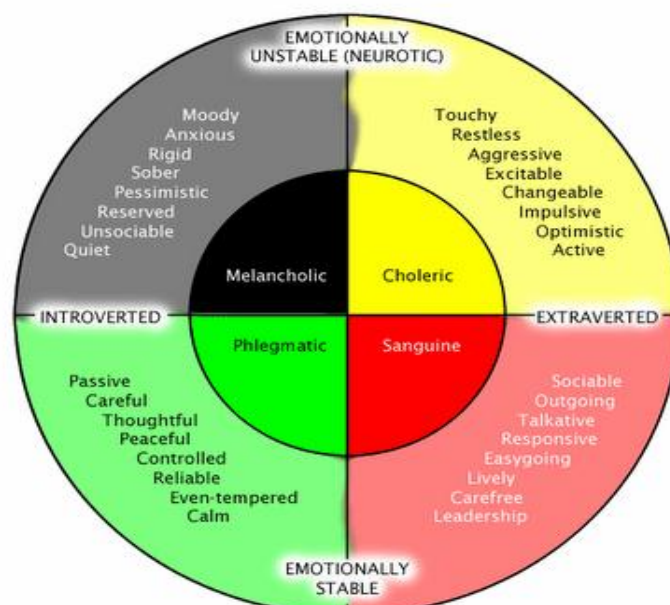 EMOTIONALLY
UNSTABLE (NEUROTIC)
Moody
Anxious
Rigid
Sober
Pessimistic
Reserved
Unsociable
Quiet
Touchy
Restless
Aggressive
Excitable
Changeable
Impulsive
Optimistic
Active
Melancholic
Choleric
INTROVERTED
EXTRAVERTED
Phlegmatic
Sanguine
Passive
Careful
Thoughtful
Peaceful
Controlled
Reliable
Even-tempered
Calm
Sociable
Outgoing
Talkative
Responsive
Easygoing
Lively
Carefree
Leadership
EMOTIONALLY
STABLE